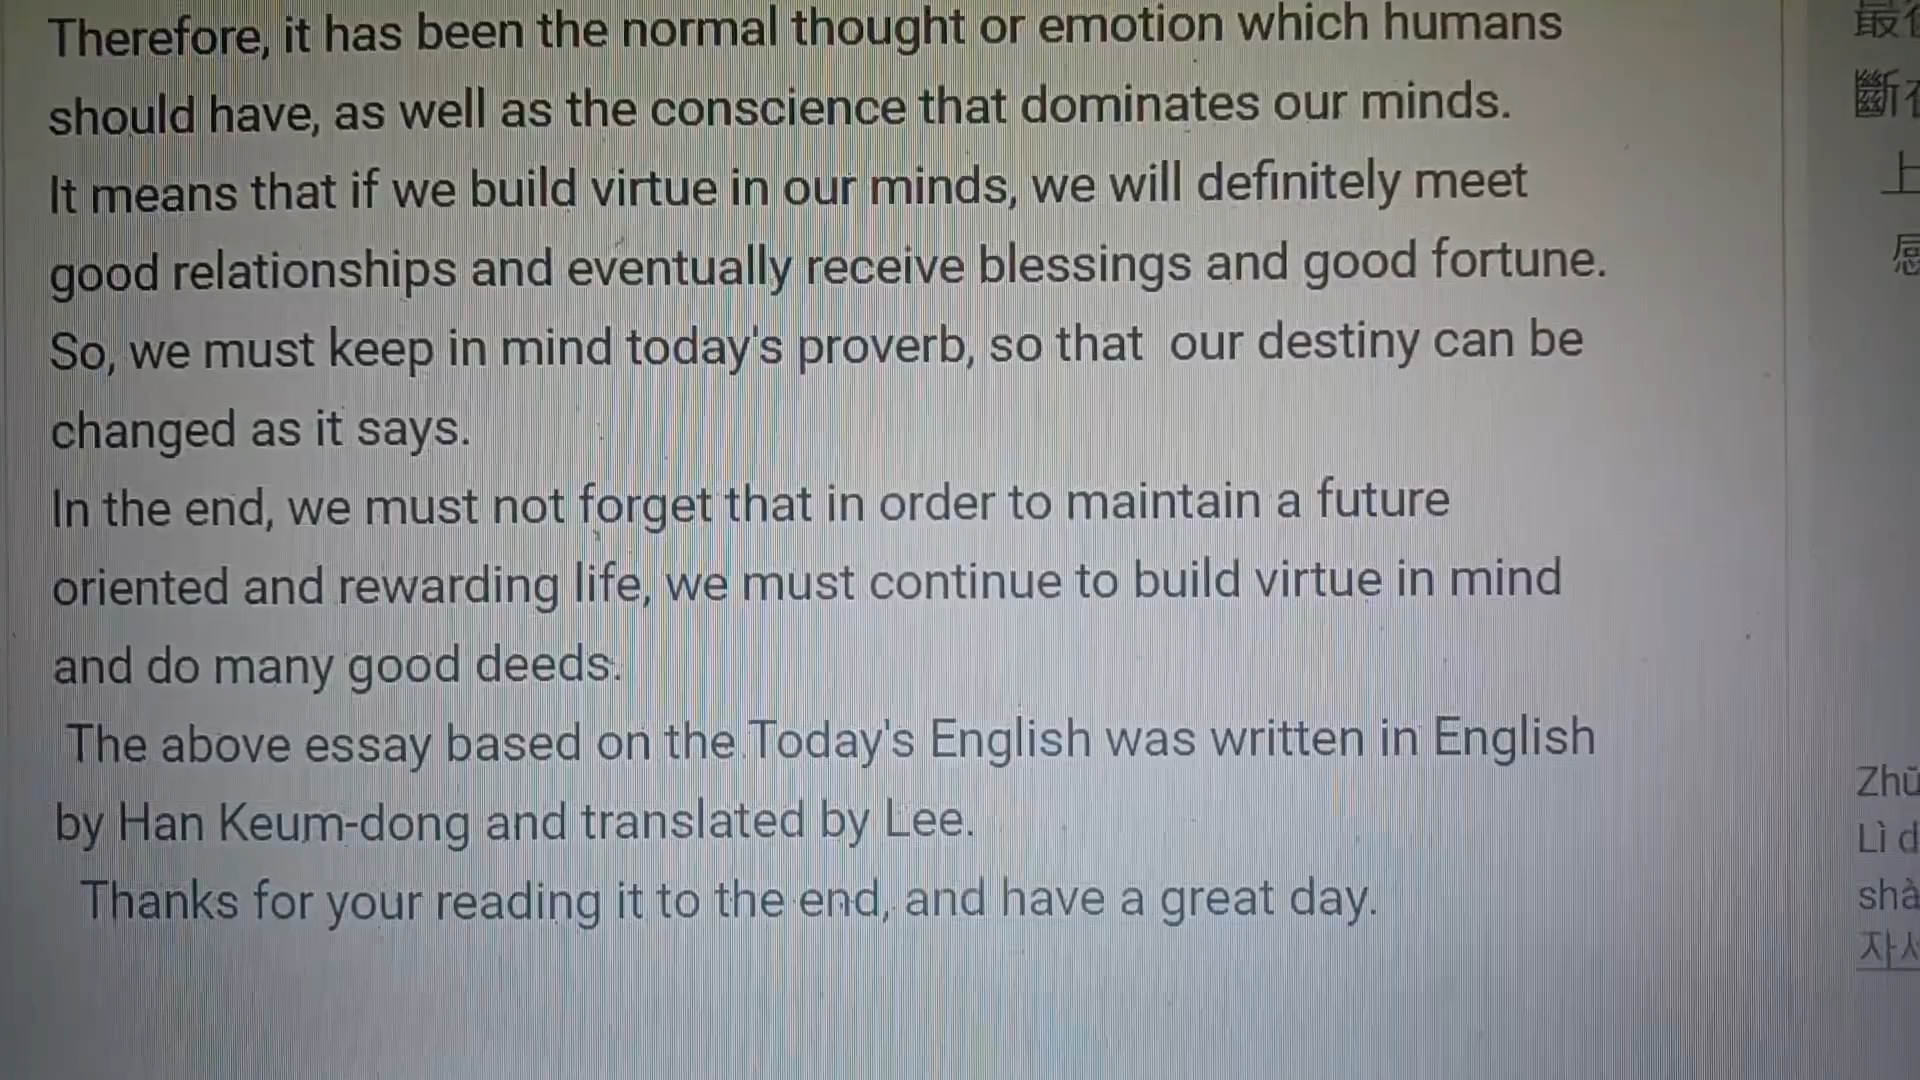 Therefore, it has been the normal thought or emotion which humans
should have, as well as the conscience that dominates our minds.
It means that if we build virtue in our minds, we will definitely meet
good relationships and eventually receive blessings and good fortune.
So, we must keep in mind today's proverb, so that our destiny can be
changed as it says.
In the end, we must not forget that in order to maintain a future
oriented and rewarding life, we must continue to build virtue in mind
and do many good deeds.
The above essay based on the Today's English was written in English
by Han Keum-dong and translated by Lee.
Thanks for your reading it to the end, and have a great day.
最
斷
上
Zhǔ
Lì d
shà